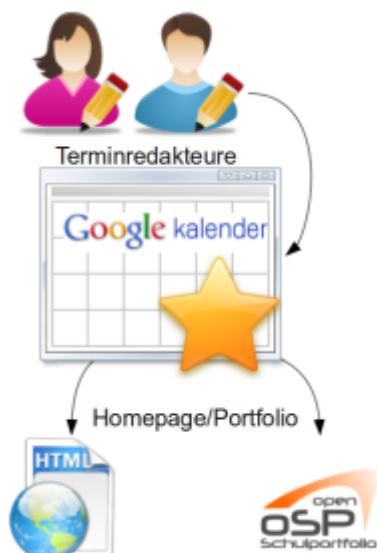 Terminredakteure
Google kalender
Homepage/Portfolio
HTML
open
OSP
Schulportfolio